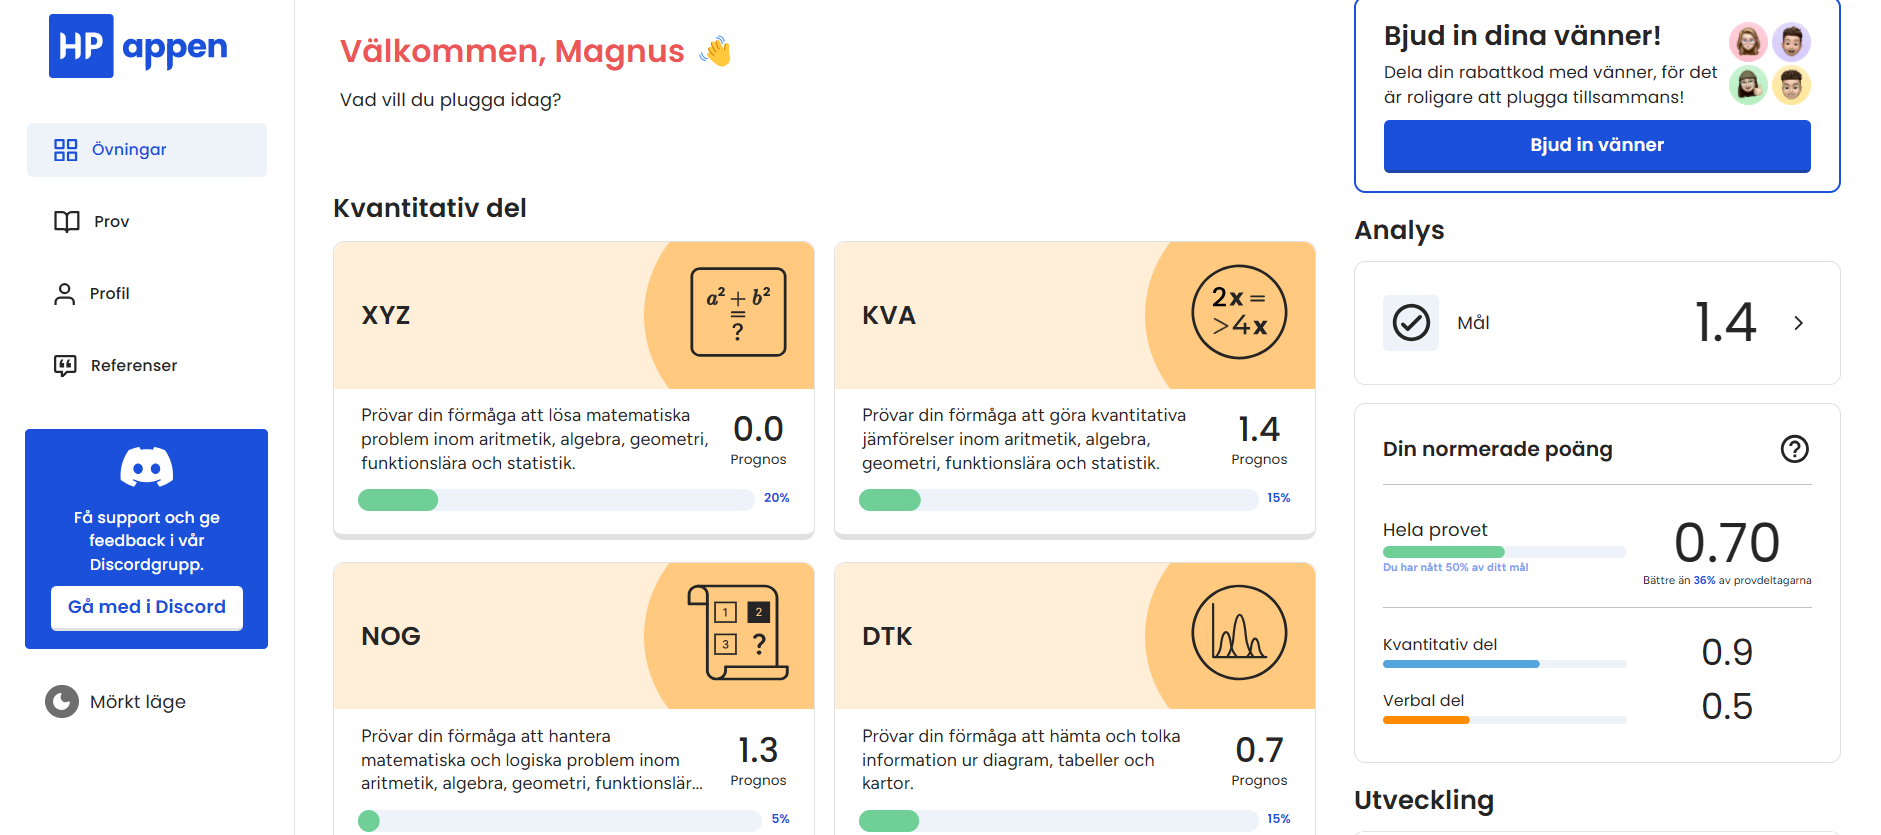 HP appen
Övningar
Prov
Profil
Referenser
Få support och ge
feedback i vår
Discordgrupp.
Gå med i Discord
Mörkt läge
Välkommen, Magnus 👋
Vad vill du plugga idag?
Kvantitativ del
XYZ
a² + b²
=
?
Prövar din förmåga att lösa matematiska
problem inom aritmetik, algebra, geometri,
funktionslära och statistik.
0.0
Prognos
20%
KVA
2x =
>4x
Prövar din förmåga att göra kvantitativa
jämförelser inom aritmetik, algebra,
geometri, funktionslära och statistik.
1.4
Prognos
15%
NOG
1 2
3 ?
Prövar din förmåga att hantera
matematiska och logiska problem inom
aritmetik, algebra, geometri, funktionslär...
1.3
Prognos
5%
DTK
Prövar din förmåga att hämta och tolka
information ur diagram, tabeller och
kartor.
0.7
Prognos
15%
Bjud in dina vänner!
Dela din rabattkod med vänner, för det
är roligare att plugga tillsammans!
Bjud in vänner
Analys
Mål 1.4
Din normerade poäng ?
Hela provet
Du har nått 50% av ditt mål
0.70
Bättre än 36% av provdeltagarna
Kvantitativ del 0.9
Verbal del 0.5
Utveckling